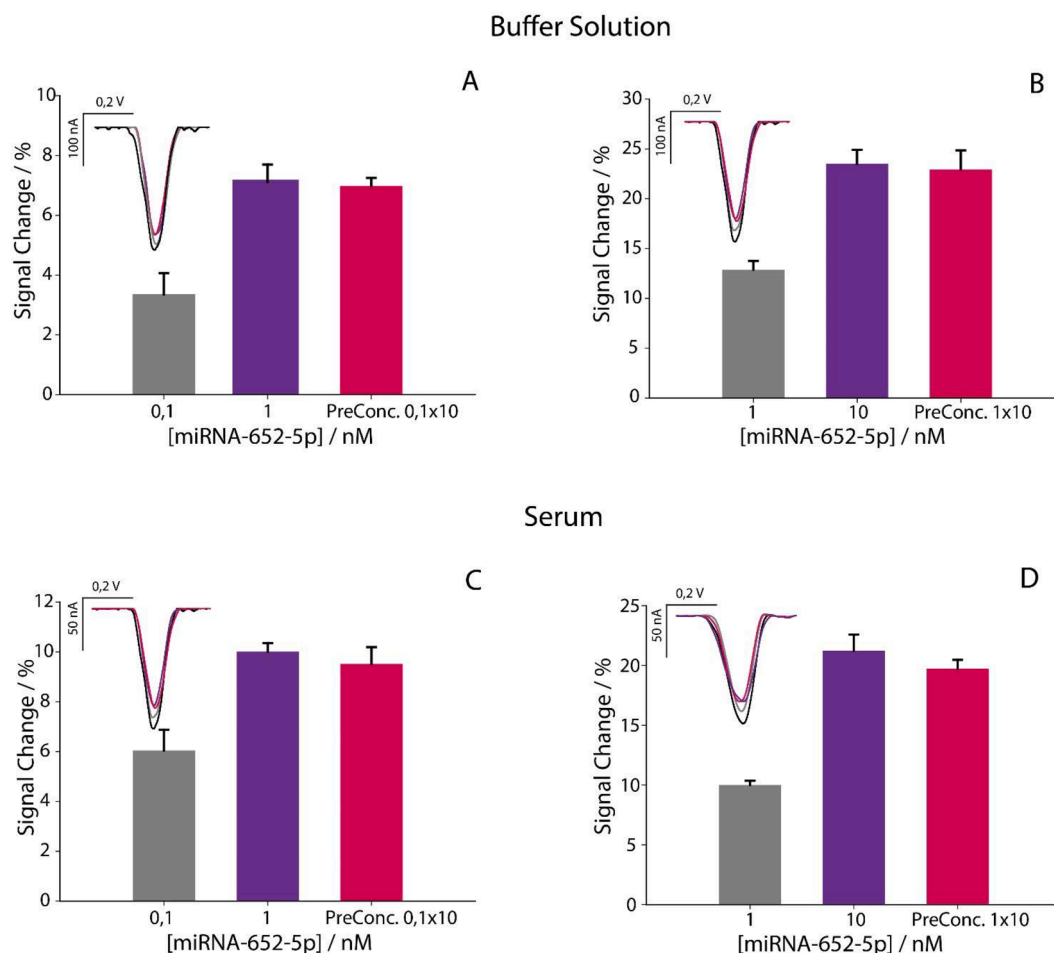 Buffer Solution
A
10
8
6
4
2
0
Signal Change / %
0,2 V
100 nA
0,1
1
PreConc. 0,1x10
[miRNA-652-5p] / nM
B
30
25
20
15
10
5
0
Signal Change / %
0,2 V
100 nA
1
10
PreConc. 1x10
[miRNA-652-5p] / nM
Serum
C
12
10
8
6
4
2
0
Signal Change / %
0,2 V
50 nA
0,1
1
PreConc. 0,1x10
[miRNA-652-5p] / nM
D
25
20
15
10
5
0
Signal Change / %
0,2 V
50 nA
1
10
PreConc. 1x10
[miRNA-652-5p] / nM